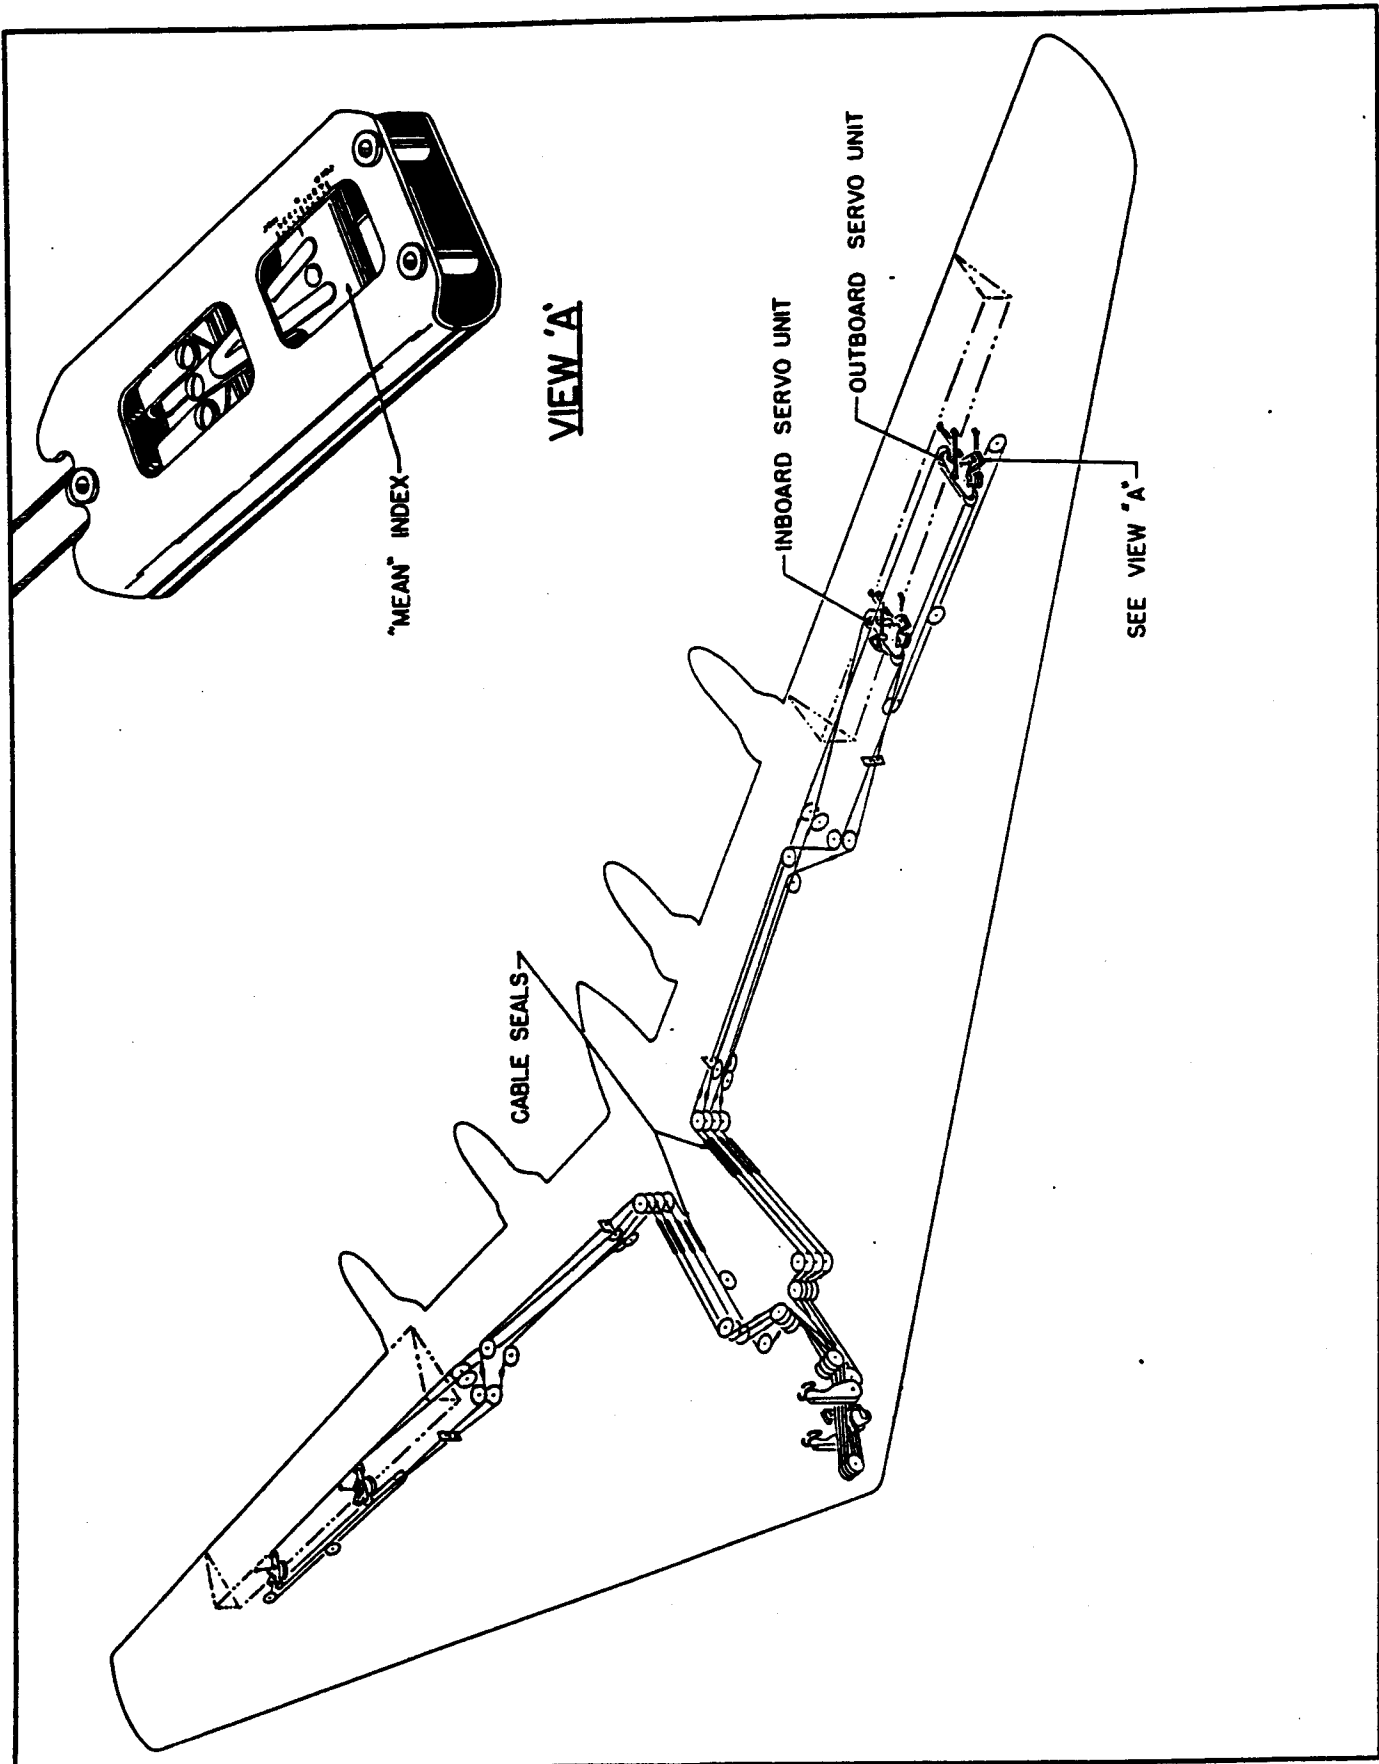 VIEW 'A'
"MEAN" INDEX
INBOARD SERVO UNIT
OUTBOARD SERVO UNIT
CABLE SEALS
SEE VIEW "A"